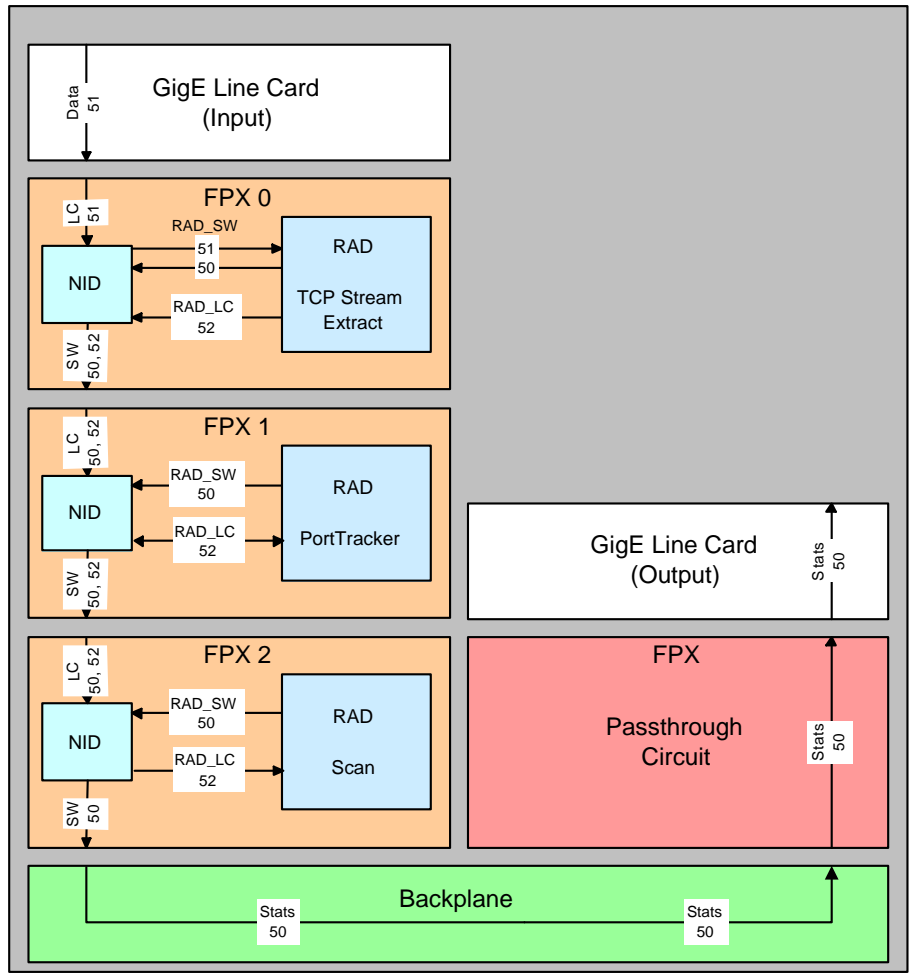 GigE Line Card
(Input)
Data
51
FPX 0
LC
51
RAD_SW
51
50
NID
RAD
TCP Stream
Extract
RAD_LC
52
SW
50, 52
FPX 1
LC
50, 52
RAD_SW
50
NID
RAD
PortTracker
RAD_LC
52
SW
50, 52
GigE Line Card
(Output)
Stats
50
FPX 2
LC
50, 52
RAD_SW
50
NID
RAD
Scan
RAD_LC
52
SW
50
FPX
Passthrough
Circuit
Stats
50
Backplane
Stats
50
Stats
50